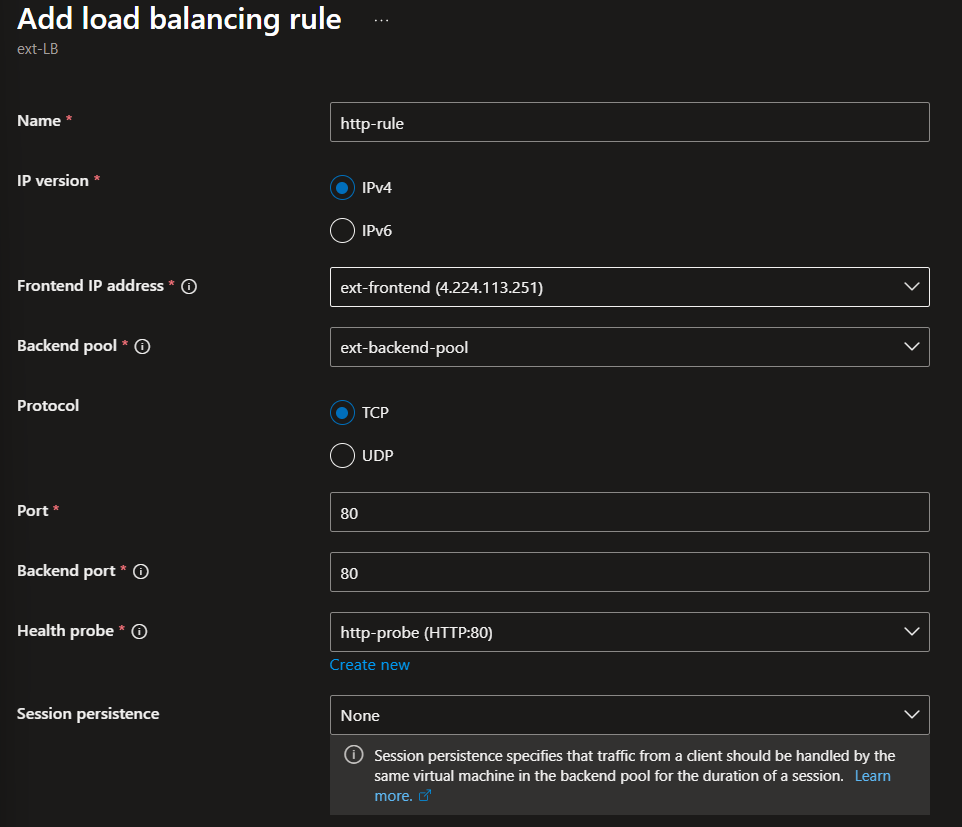 Add load balancing rule ...
ext-LB
Name *
http-rule
IP version *
IPv4
IPv6
Frontend IP address *
ext-frontend (4.224.113.251)
Backend pool *
ext-backend-pool
Protocol
TCP
UDP
Port *
80
Backend port *
80
Health probe *
http-probe (HTTP:80)
Create new
Session persistence
None
Session persistence specifies that traffic from a client should be handled by the
same virtual machine in the backend pool for the duration of a session. Learn
more.